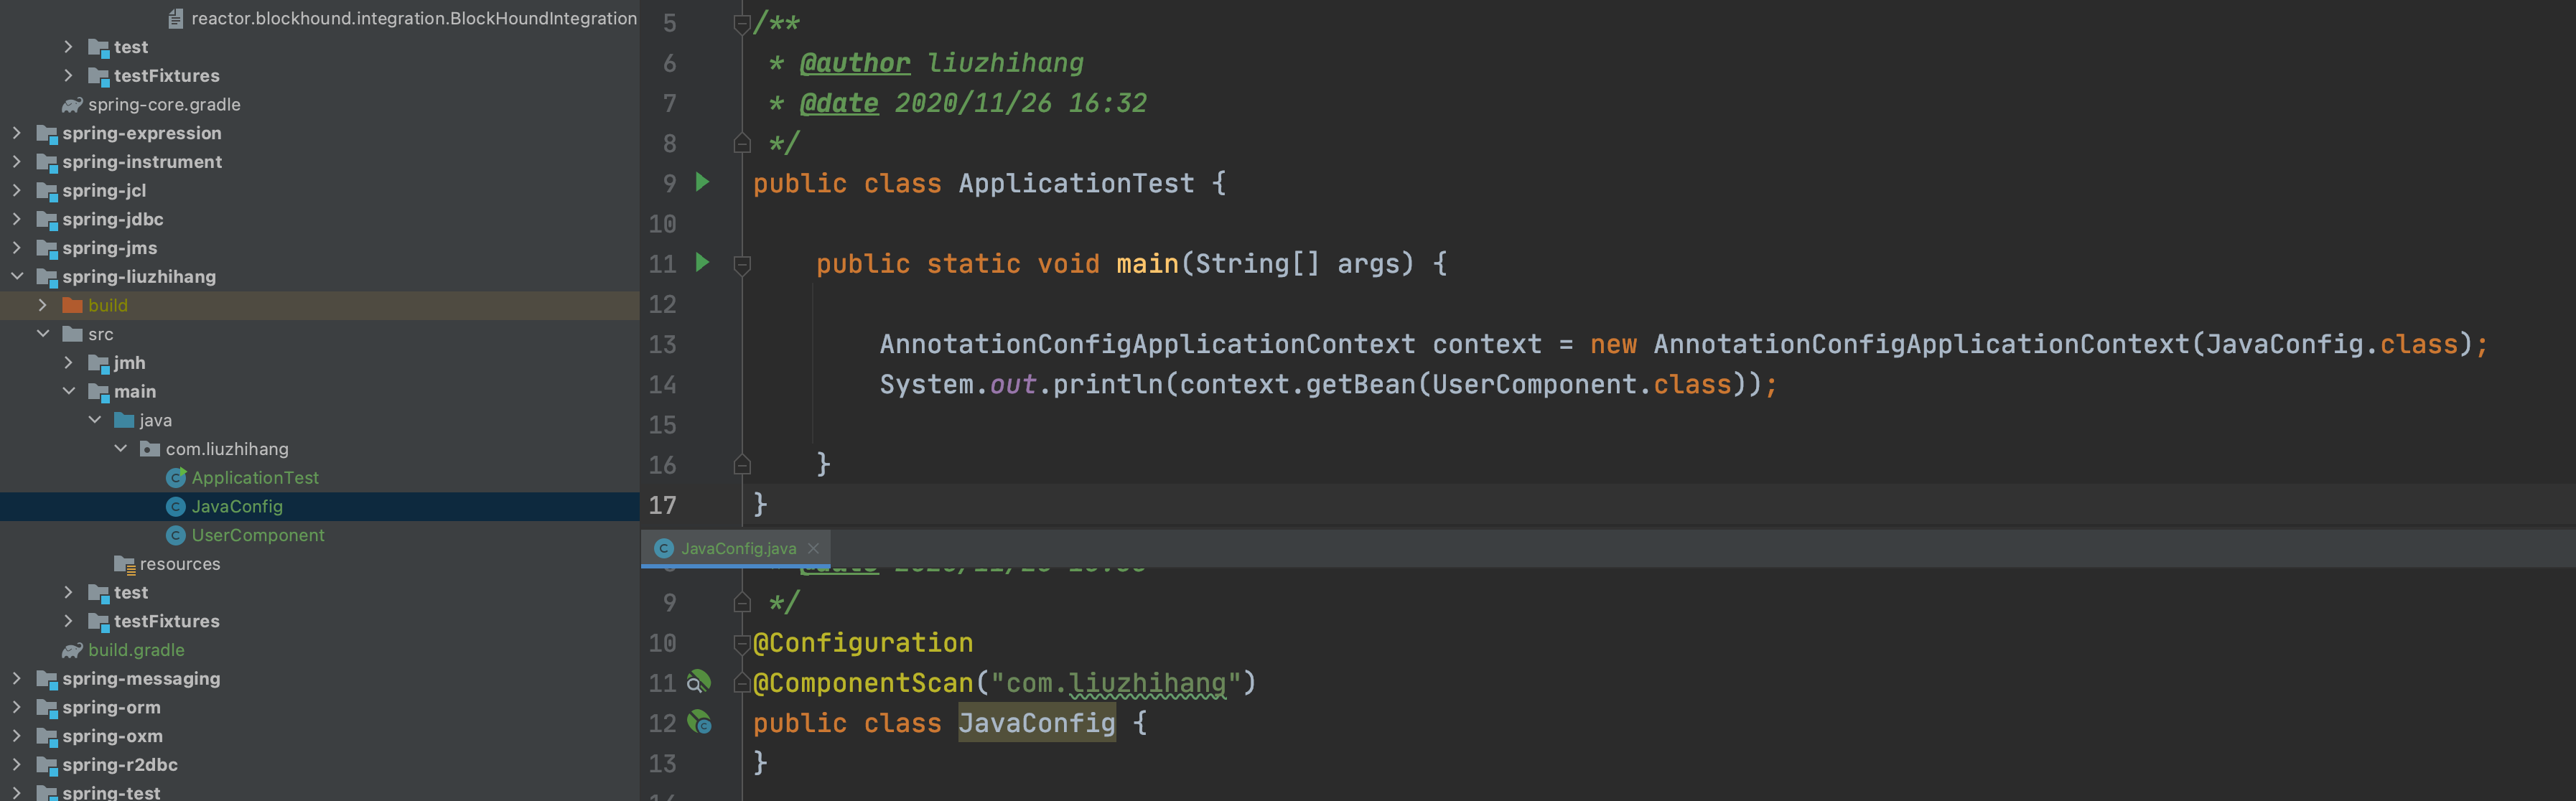 reactor.blockhound.integration.BlockHoundIntegration
test
testFixtures
spring-core.gradle
spring-expression
spring-instrument
spring-jcl
spring-jdbc
spring-jms
spring-liuzhihang
build
src
jmh
main
java
com.liuzhihang
ApplicationTest
JavaConfig
UserComponent
resources
test
testFixtures
build.gradle
spring-messaging
spring-orm
spring-oxm
spring-r2dbc
spring-test
5 /**
6 * @author liuzhihang
7 * @date 2020/11/26 16:32
8 */
9 public class ApplicationTest {
10
11 public static void main(String[] args) {
12
13 AnnotationConfigApplicationContext context = new AnnotationConfigApplicationContext(JavaConfig.class);
14 System.out.println(context.getBean(UserComponent.class));
15
16 }
17 }
JavaConfig.java
9 */
10 @Configuration
11 @ComponentScan("com.liuzhihang")
12 public class JavaConfig {
13 }